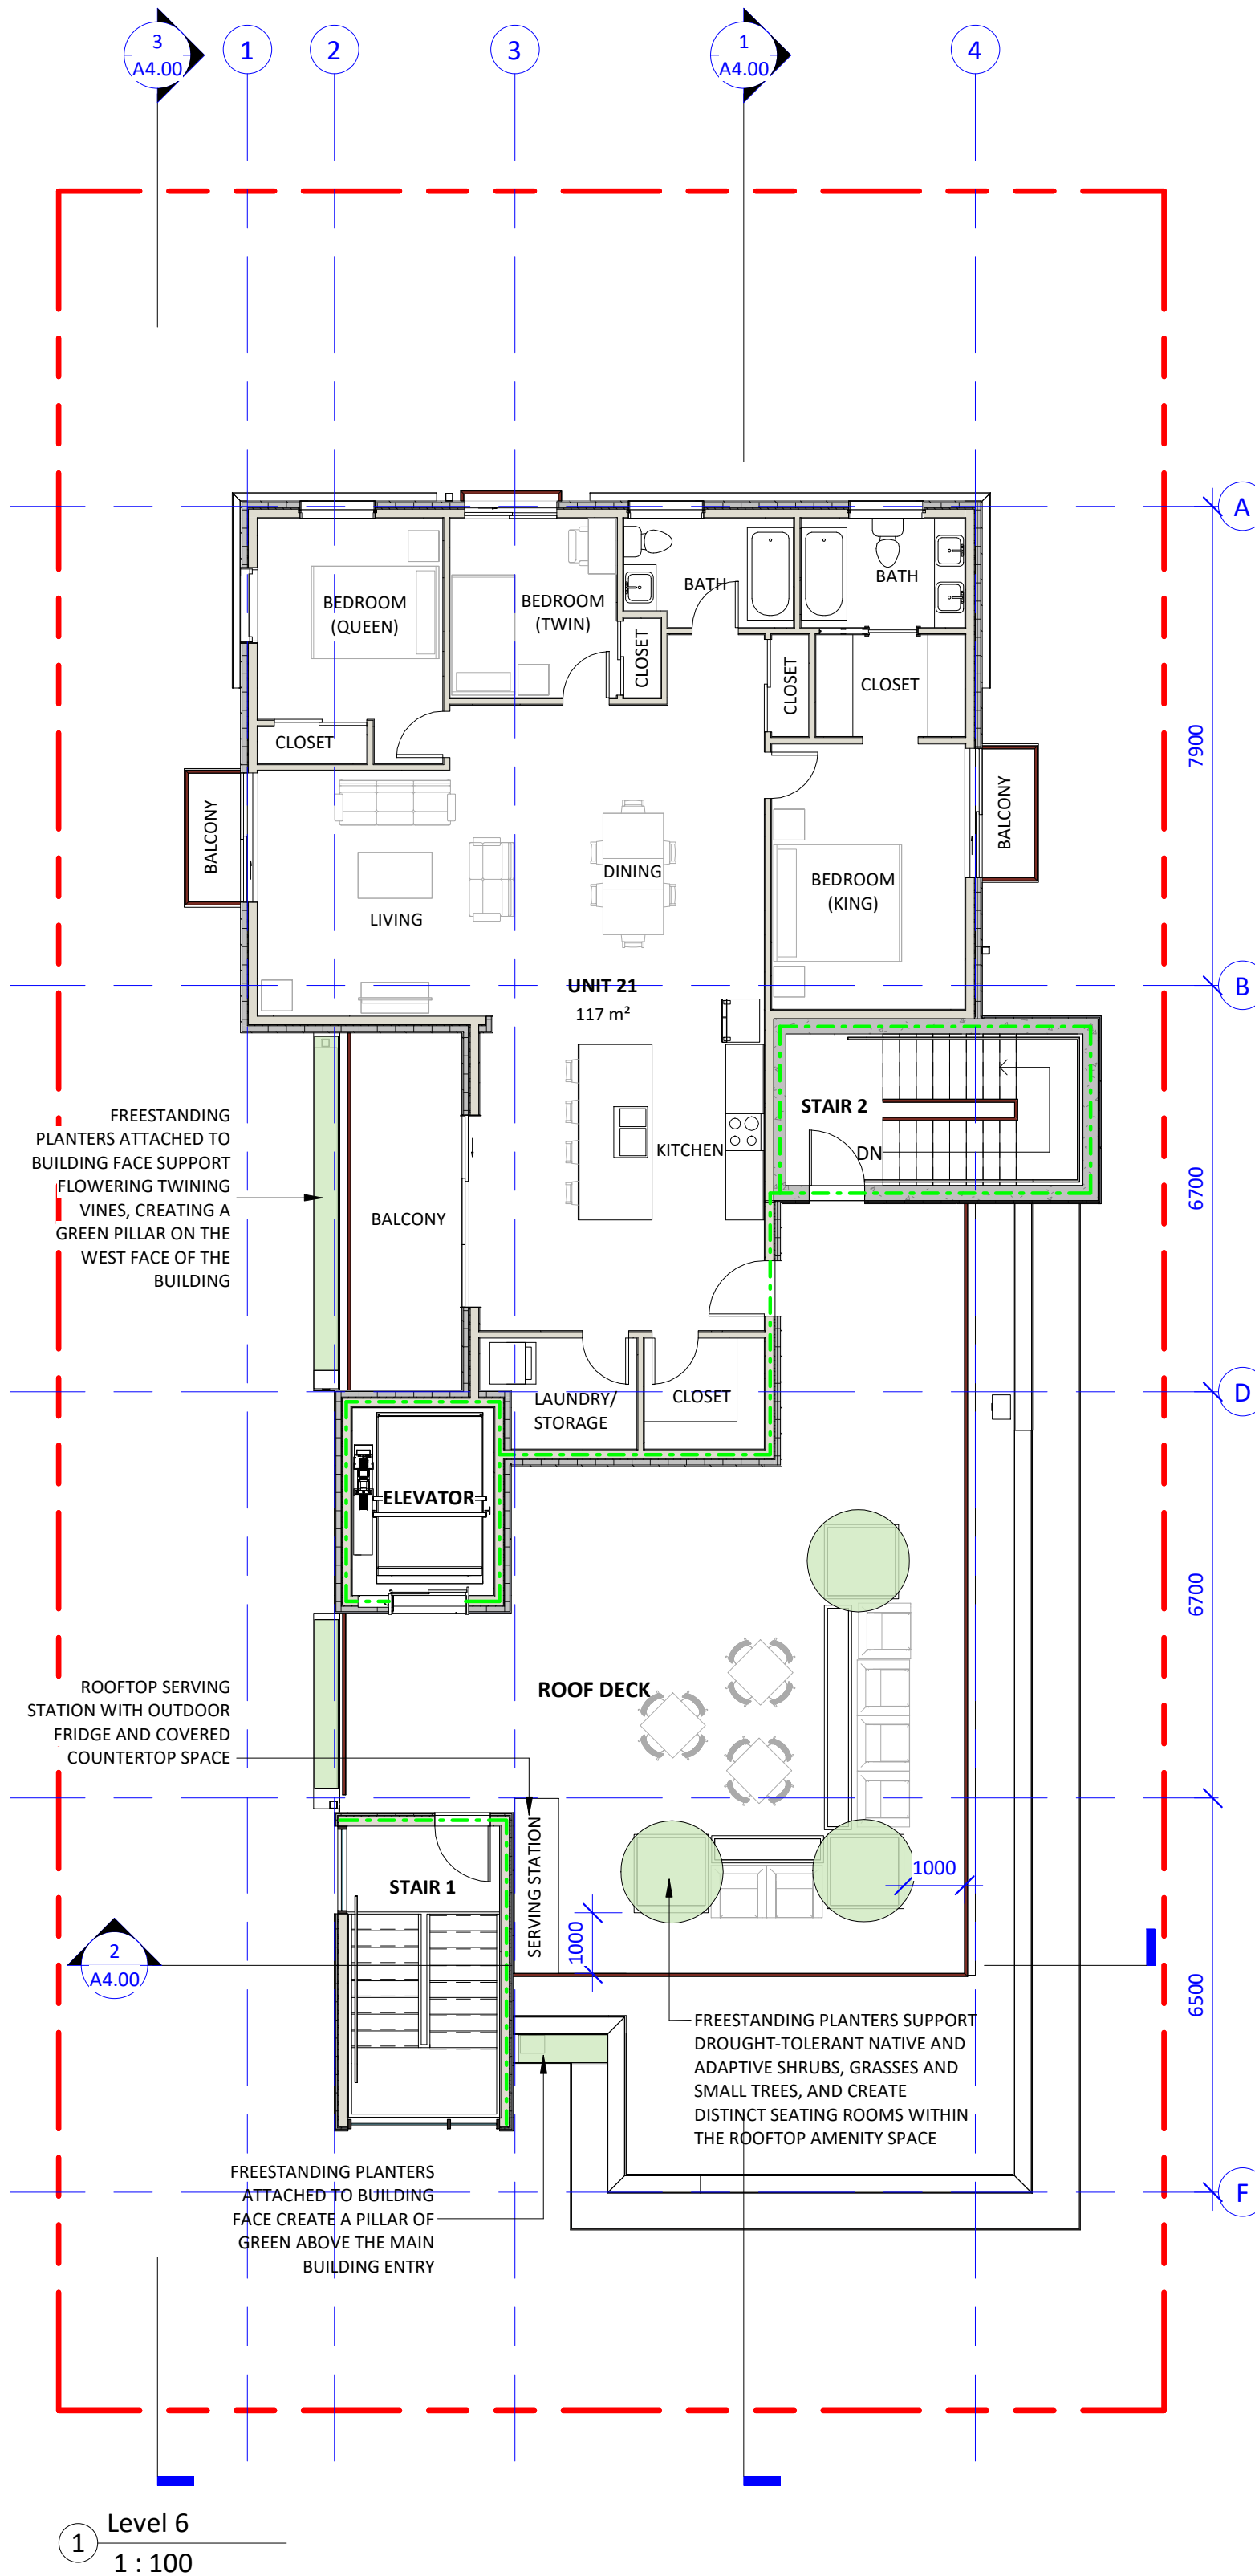 3
A4.00
1
2
3
1
A4.00
4
A
BEDROOM
(QUEEN)
BEDROOM
(TWIN)
BATH
BATH
CLOSET
CLOSET
CLOSET
CLOSET
7900
BALCONY
BALCONY
DINING
BEDROOM
(KING)
LIVING
UNIT 21
117 m²
B
FREESTANDING
PLANTERS ATTACHED TO
BUILDING FACE SUPPORT
FLOWERING TWINING
VINES, CREATING A
GREEN PILLAR ON THE
WEST FACE OF THE
BUILDING
STAIR 2
DN
KITCHEN
BALCONY
6700
LAUNDRY/
STORAGE
CLOSET
D
ELEVATOR
6700
ROOF DECK
ROOFTOP SERVING
STATION WITH OUTDOOR
FRIDGE AND COVERED
COUNTERTOP SPACE
STAIR 1
SERVING STATION
1000
1000
2
A4.00
6500
FREESTANDING PLANTERS SUPPORT
DROUGHT-TOLERANT NATIVE AND
ADAPTIVE SHRUBS, GRASSES AND
SMALL TREES, AND CREATE
DISTINCT SEATING ROOMS WITHIN
THE ROOFTOP AMENITY SPACE
FREESTANDING PLANTERS
ATTACHED TO BUILDING
FACE CREATE A PILLAR OF
GREEN ABOVE THE MAIN
BUILDING ENTRY
F
1
Level 6
1 : 100